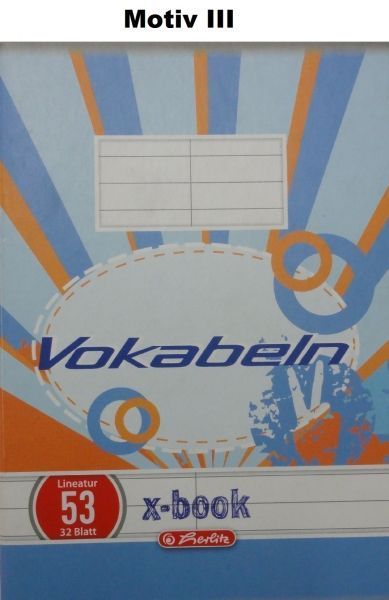 Motiv III
Vokabeln
V
Lineatur
53
32 Blatt
x-book
Herlitz